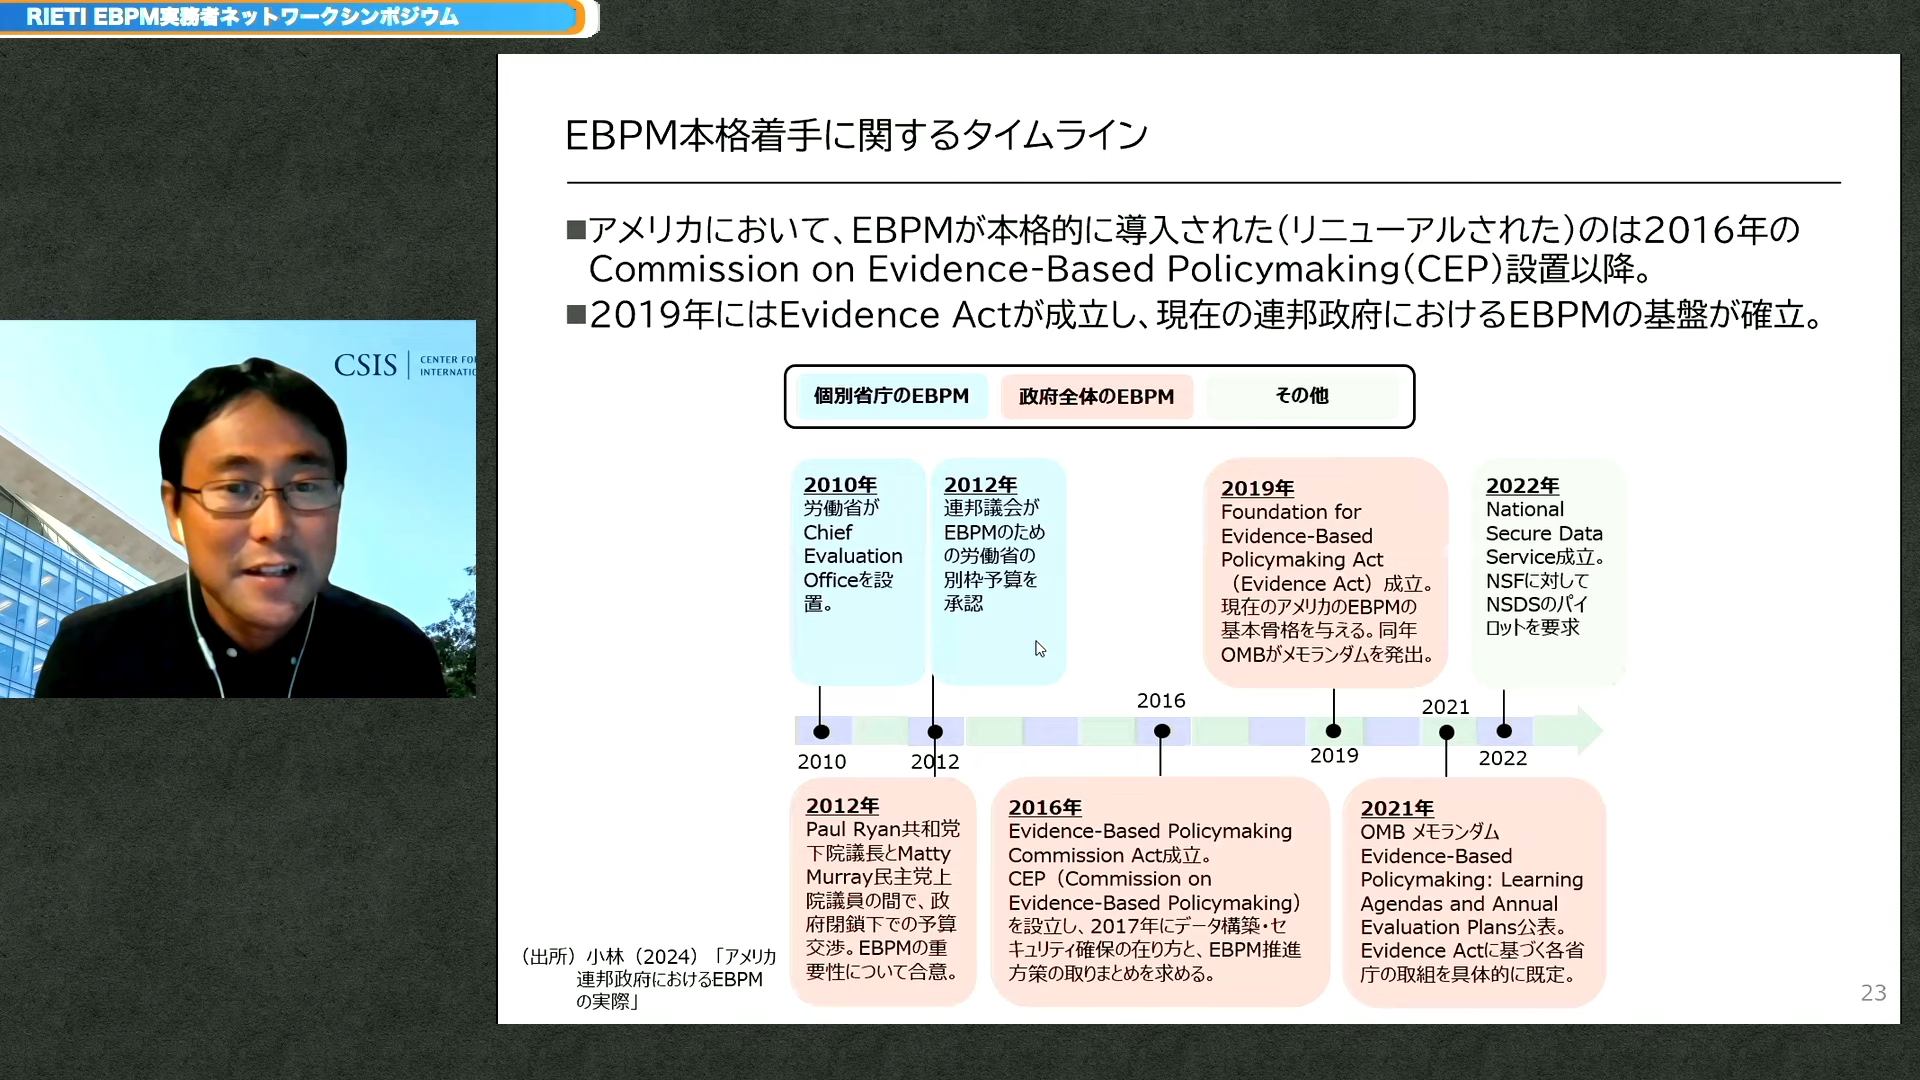 RIETI EBPM実務者ネットワークシンポジウム
CSIS
EBPM本格着手に関するタイムライン
■アメリカにおいて、EBPMが本格的に導入された(リニューアルされた)のは2016年の
Commission on Evidence-Based Policymaking(CEP)設置以降。
■2019年にはEvidence Actが成立し、現在の連邦政府におけるEBPMの基盤が確立。
個別省庁のEBPM
政府全体のEBPM
その他
2010年
労働省が
Chief
Evaluation
Officeを設
置。
2012年
連邦議会が
EBPMのため
の労働省の
別枠予算を
承認
2019年
Foundation for
Evidence-Based
Policymaking Act
（Evidence Act）成立。
現在のアメリカのEBPMの
基本骨格を与える。同年
OMBがメモランダムを発出。
2022年
National
Secure Data
Service成立。
NSFに対して
NSDSのパイ
ロットを要求
2010
2012
2016
2019
2021
2022
2012年
Paul Ryan共和党
下院議長とMatty
Murray民主党上
院議員の間で、政
府閉鎖下での予算
交渉。EBPMの重
要性について合意。
2016年
Evidence-Based Policymaking
Commission Act成立。
CEP（Commission on
Evidence-Based Policymaking）
を設立し、2017年にデータ構築・セ
キュリティ確保の在り方と、EBPM推進
方策の取りまとめを求める。
2021年
OMB メモランダム
Evidence-Based
Policymaking: Learning
Agendas and Annual
Evaluation Plans公表。
Evidence Actに基づく各省
庁の取組を具体的に既定。
（出所）小林（2024）「アメリカ
連邦政府におけるEBPM
の実際」
23